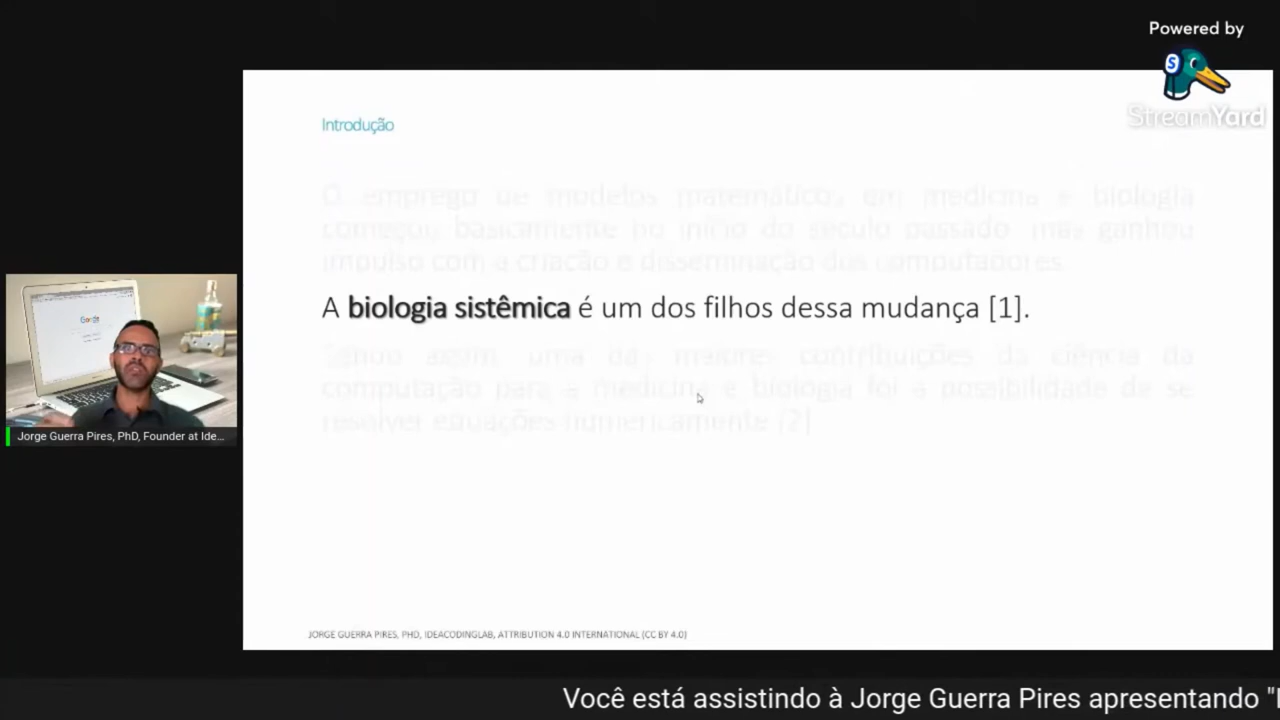 Powered by
StreamYard
Introdução
O emprego de modelos matemáticos em medicina e biologia
começou basicamente no início do século passado, mas ganhou
impulso com a criação e disseminação dos computadores.
A biologia sistêmica é um dos filhos dessa mudança [1].
Sendo assim, uma das maiores contribuições da ciência da
computação para a medicina e biologia foi a possibilidade de se
resolver equações numericamente [2]
Google
Jorge Guerra Pires, PhD, Founder at Ide...
JORGE GUERRA PIRES, PHD, IDEACODINGLAB, ATTRIBUTION 4.0 INTERNATIONAL (CC BY 4.0)
Você está assistindo à Jorge Guerra Pires apresentando "